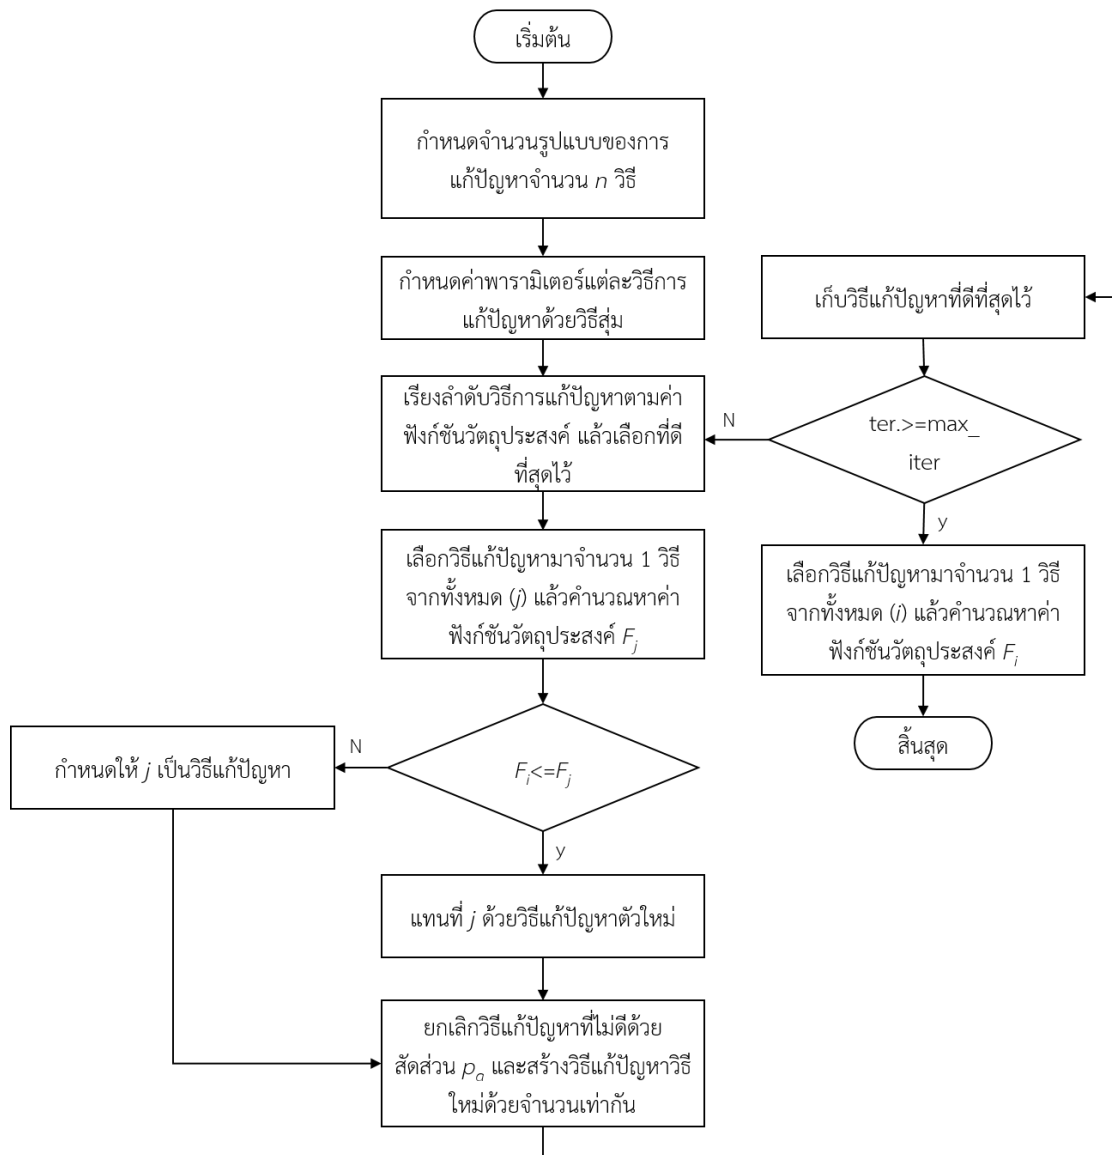 เริ่มต้น
กำหนดจำนวนรูปแบบของการ
แก้ปัญหาจำนวน n วิธี
กำหนดค่าพารามิเตอร์แต่ละวิธีการ
แก้ปัญหาด้วยวิธีสุ่ม
เรียงลำดับวิธีการแก้ปัญหาตามค่า
ฟังก์ชันวัตถุประสงค์ แล้วเลือกที่ดี
ที่สุดไว้
เลือกวิธีแก้ปัญหามาจำนวน 1 วิธี
จากทั้งหมด (j) แล้วคำนวณหาค่า
ฟังก์ชันวัตถุประสงค์ Fj
Fi<=Fj
N
กำหนดให้ j เป็นวิธีแก้ปัญหา
y
แทนที่ j ด้วยวิธีแก้ปัญหาตัวใหม่
ยกเลิกวิธีแก้ปัญหาที่ไม่ดีด้วย
สัดส่วน pa และสร้างวิธีแก้ปัญหาวิธี
ใหม่ด้วยจำนวนเท่ากัน
เก็บวิธีแก้ปัญหาที่ดีที่สุดไว้
ter.>=max_
iter
N
y
เลือกวิธีแก้ปัญหามาจำนวน 1 วิธี
จากทั้งหมด (i) แล้วคำนวณหาค่า
ฟังก์ชันวัตถุประสงค์ Fi
สิ้นสุด